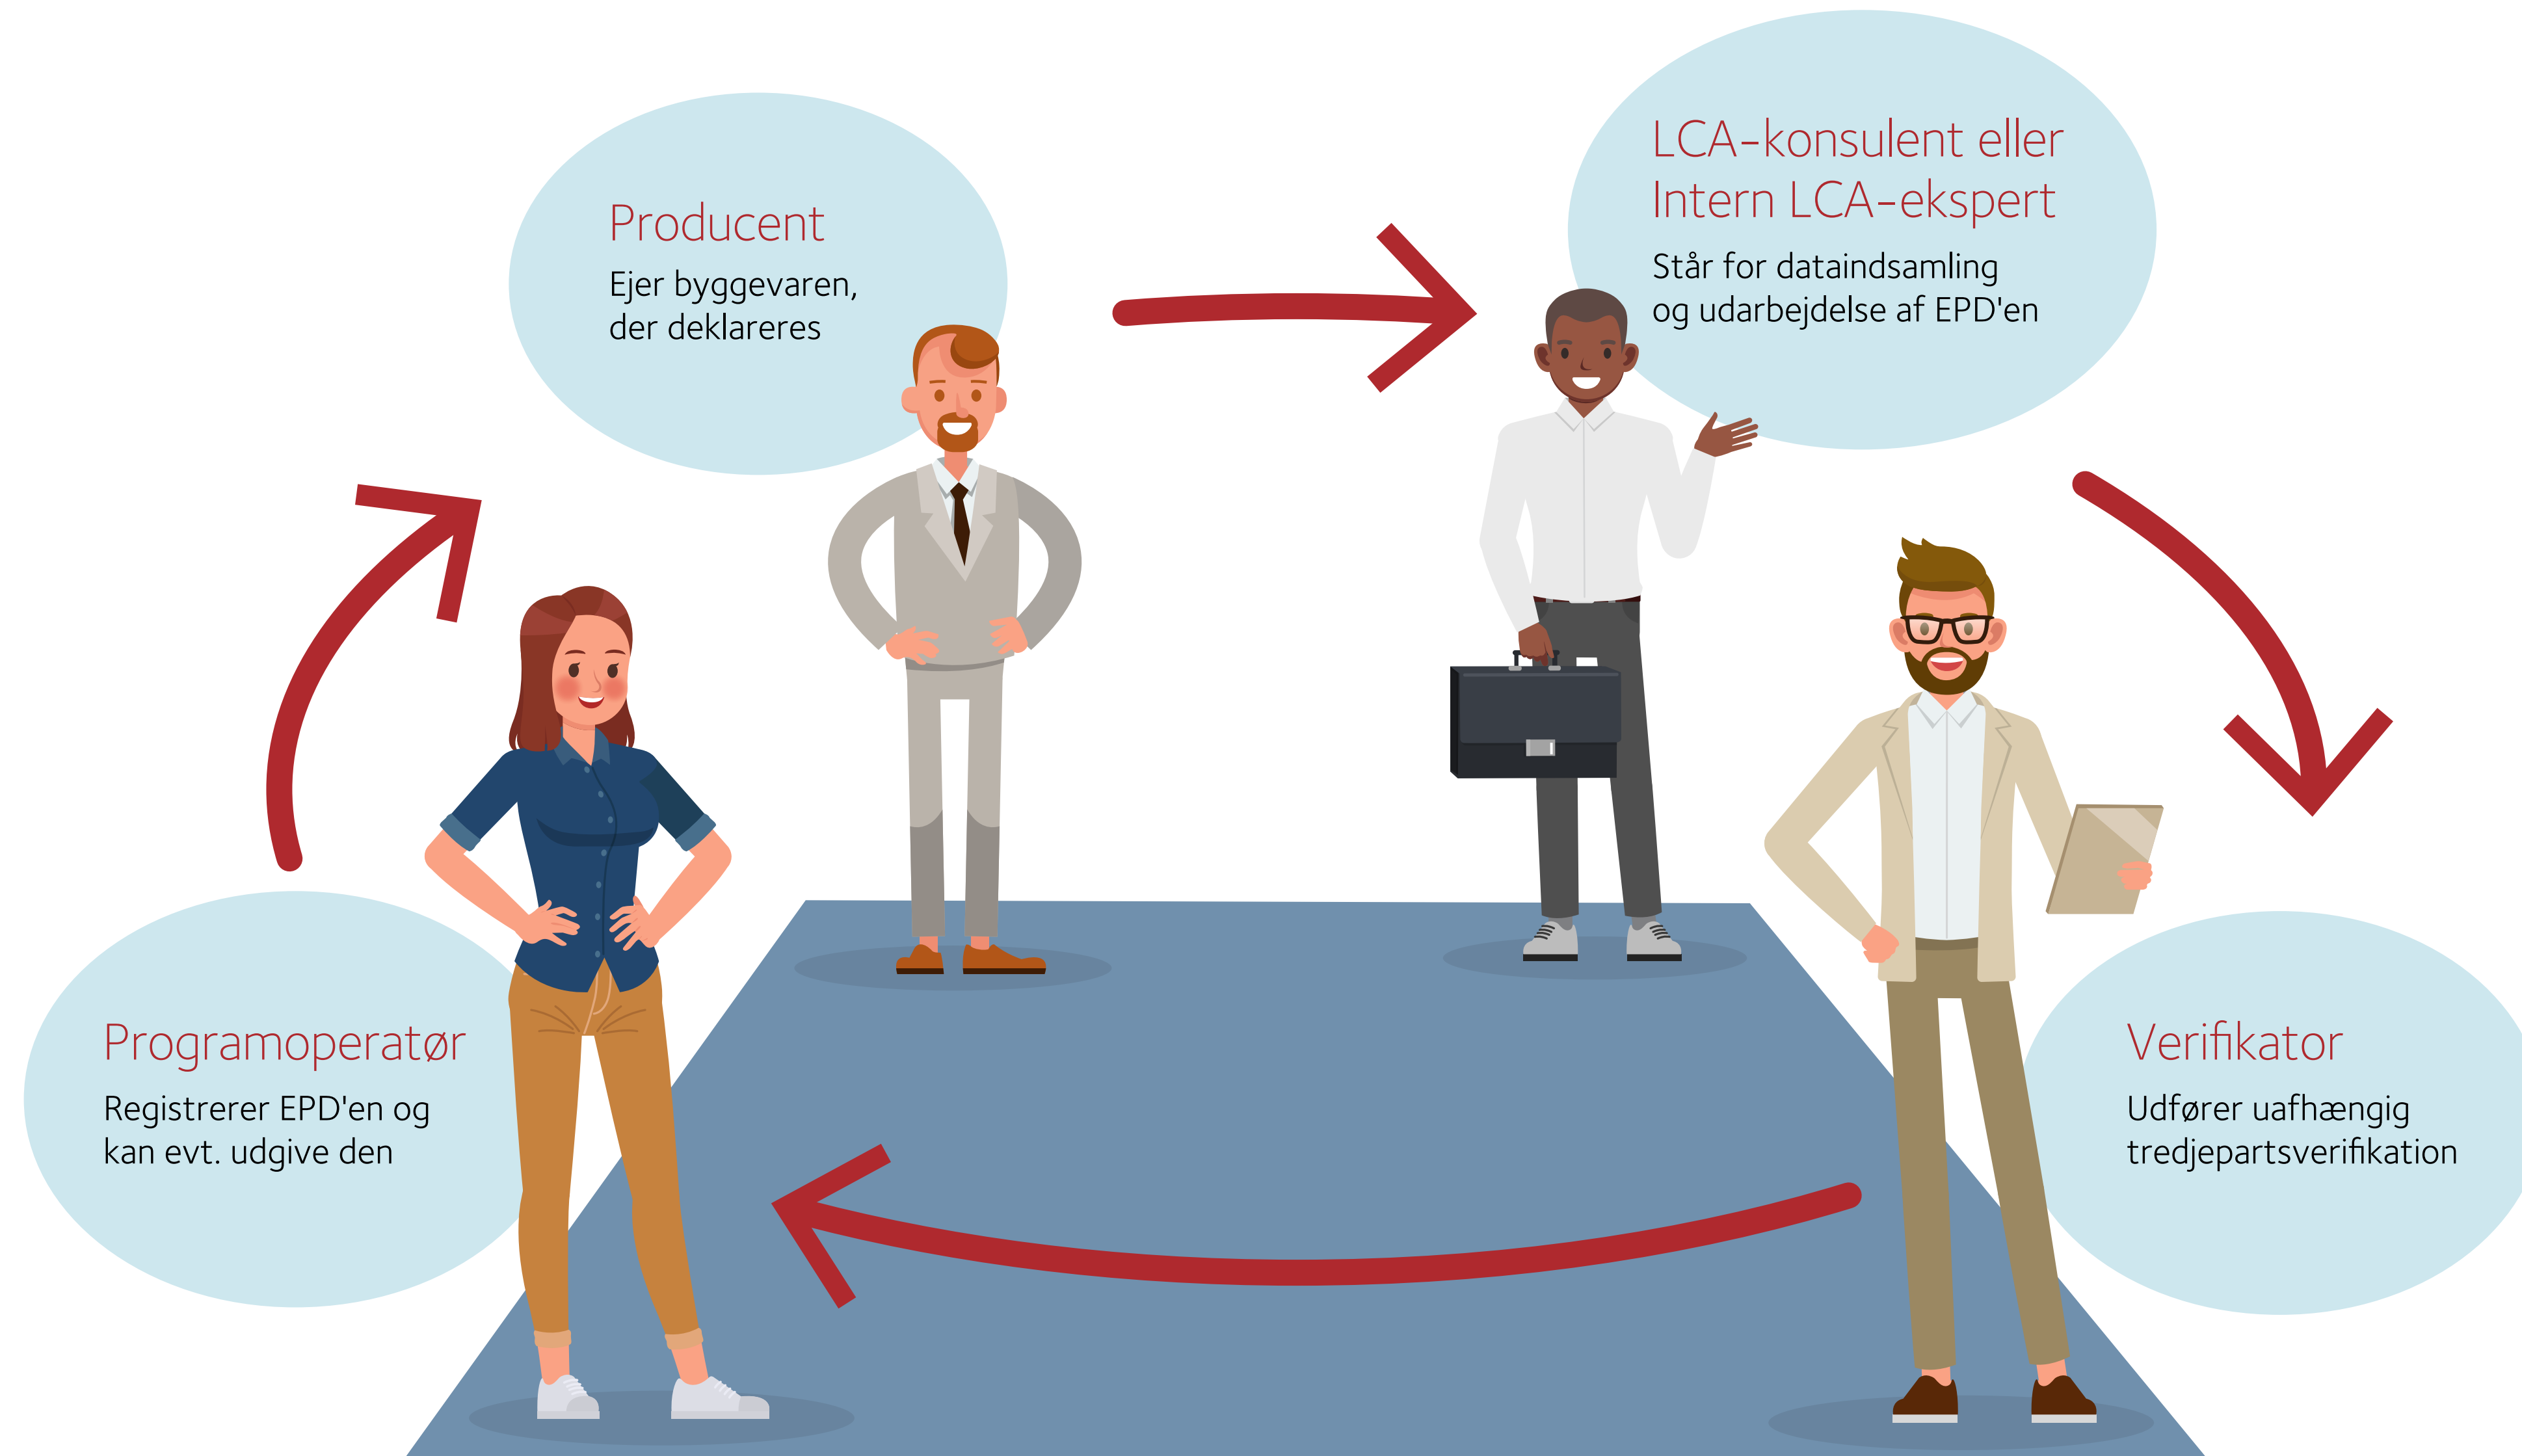 Producent
Ejer byggevaren,
der deklareres
LCA-konsulent eller
Intern LCA-ekspert
Står for dataindsamling
og udarbejdelse af EPD'en
Programoperatør
Registrerer EPD'en og
kan evt. udgive den
Verifikator
Udfører uafhængig
tredjepartsverifikation